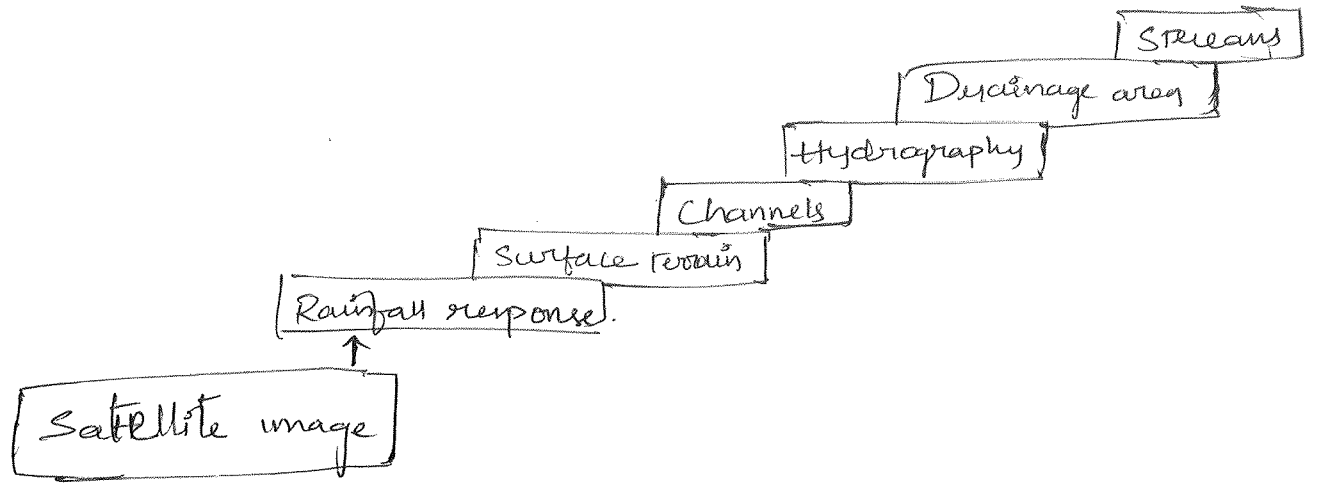 Streams
Drainage area
Hydrography
Channels
Surface terrain
Rainfall response.
Satellite image